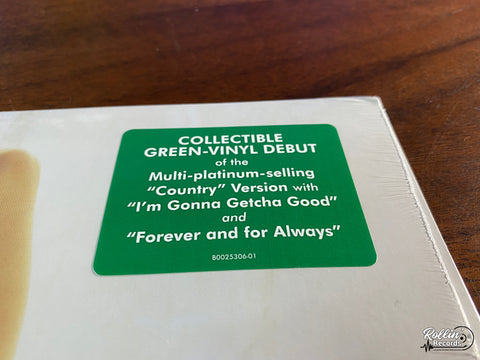 COLLECTIBLE
GREEN-VINYL DEBUT
of the
Multi-platinum-selling
“Country” Version with
“I’m Gonna Getcha Good”
and
“Forever and for Always”
B0025306-01
Rollin’
Records